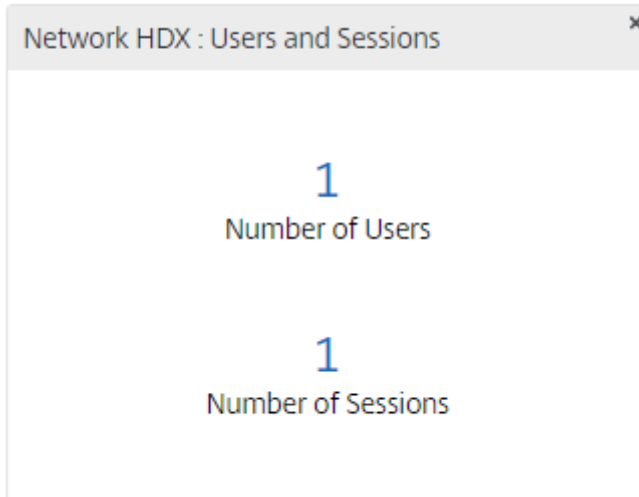 Network HDX : Users and Sessions
1
Number of Users
1
Number of Sessions